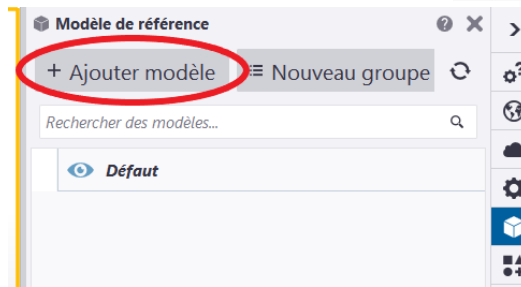 Modèle de référence
+ Ajouter modèle Nouveau groupe
Rechercher des modèles...
Défaut